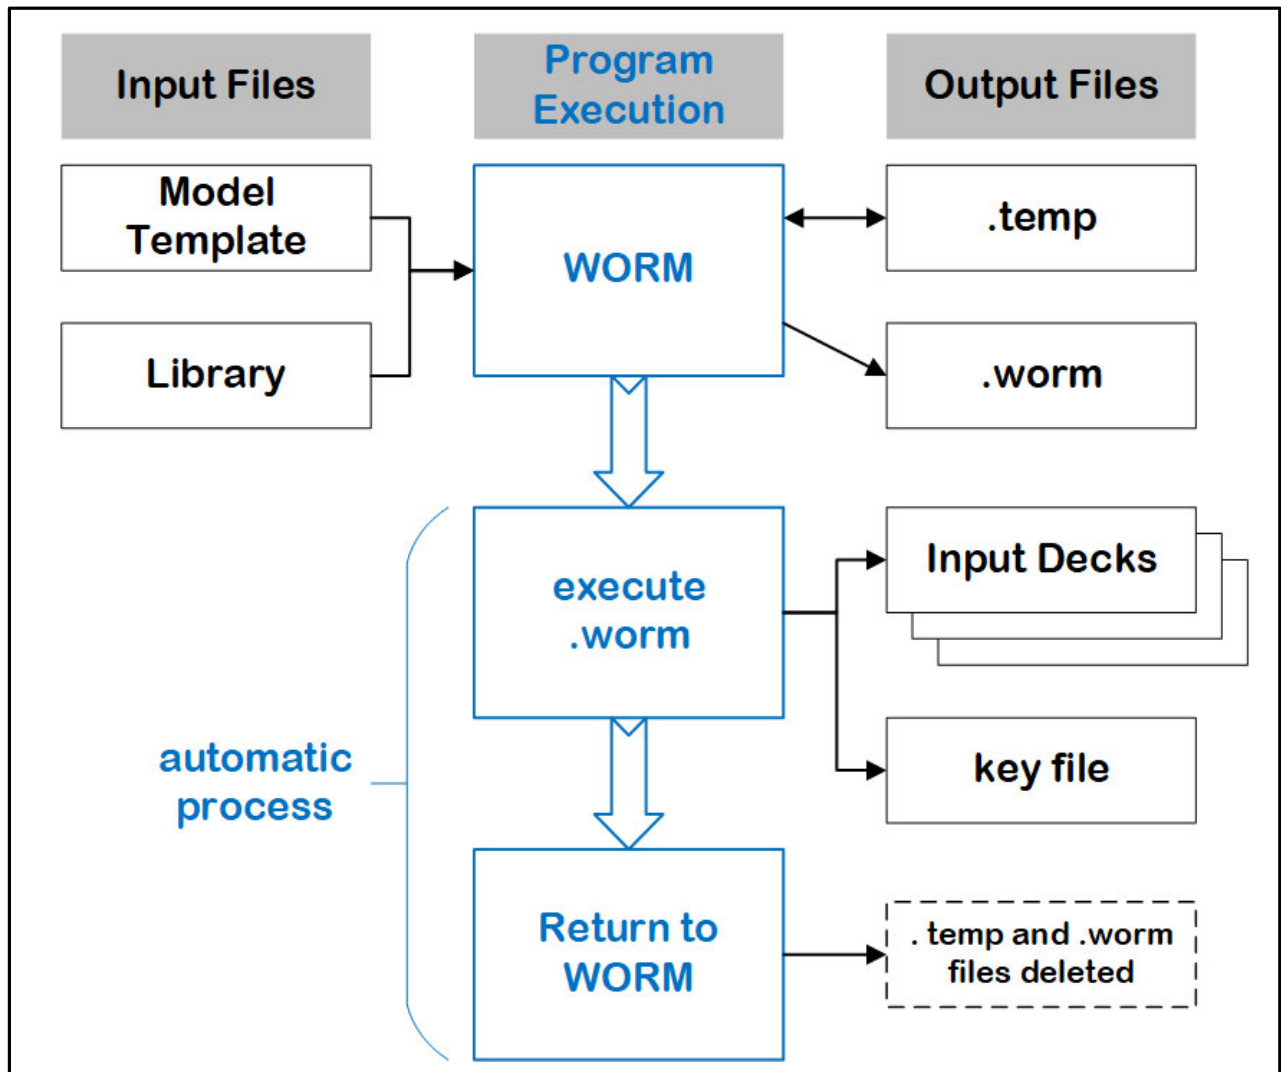 Input Files
Program
Execution
Output Files
Model
Template
WORM
.temp
Library
.worm
execute
.worm
Input Decks
automatic
process
key file
Return to
WORM
. temp and .worm
files deleted